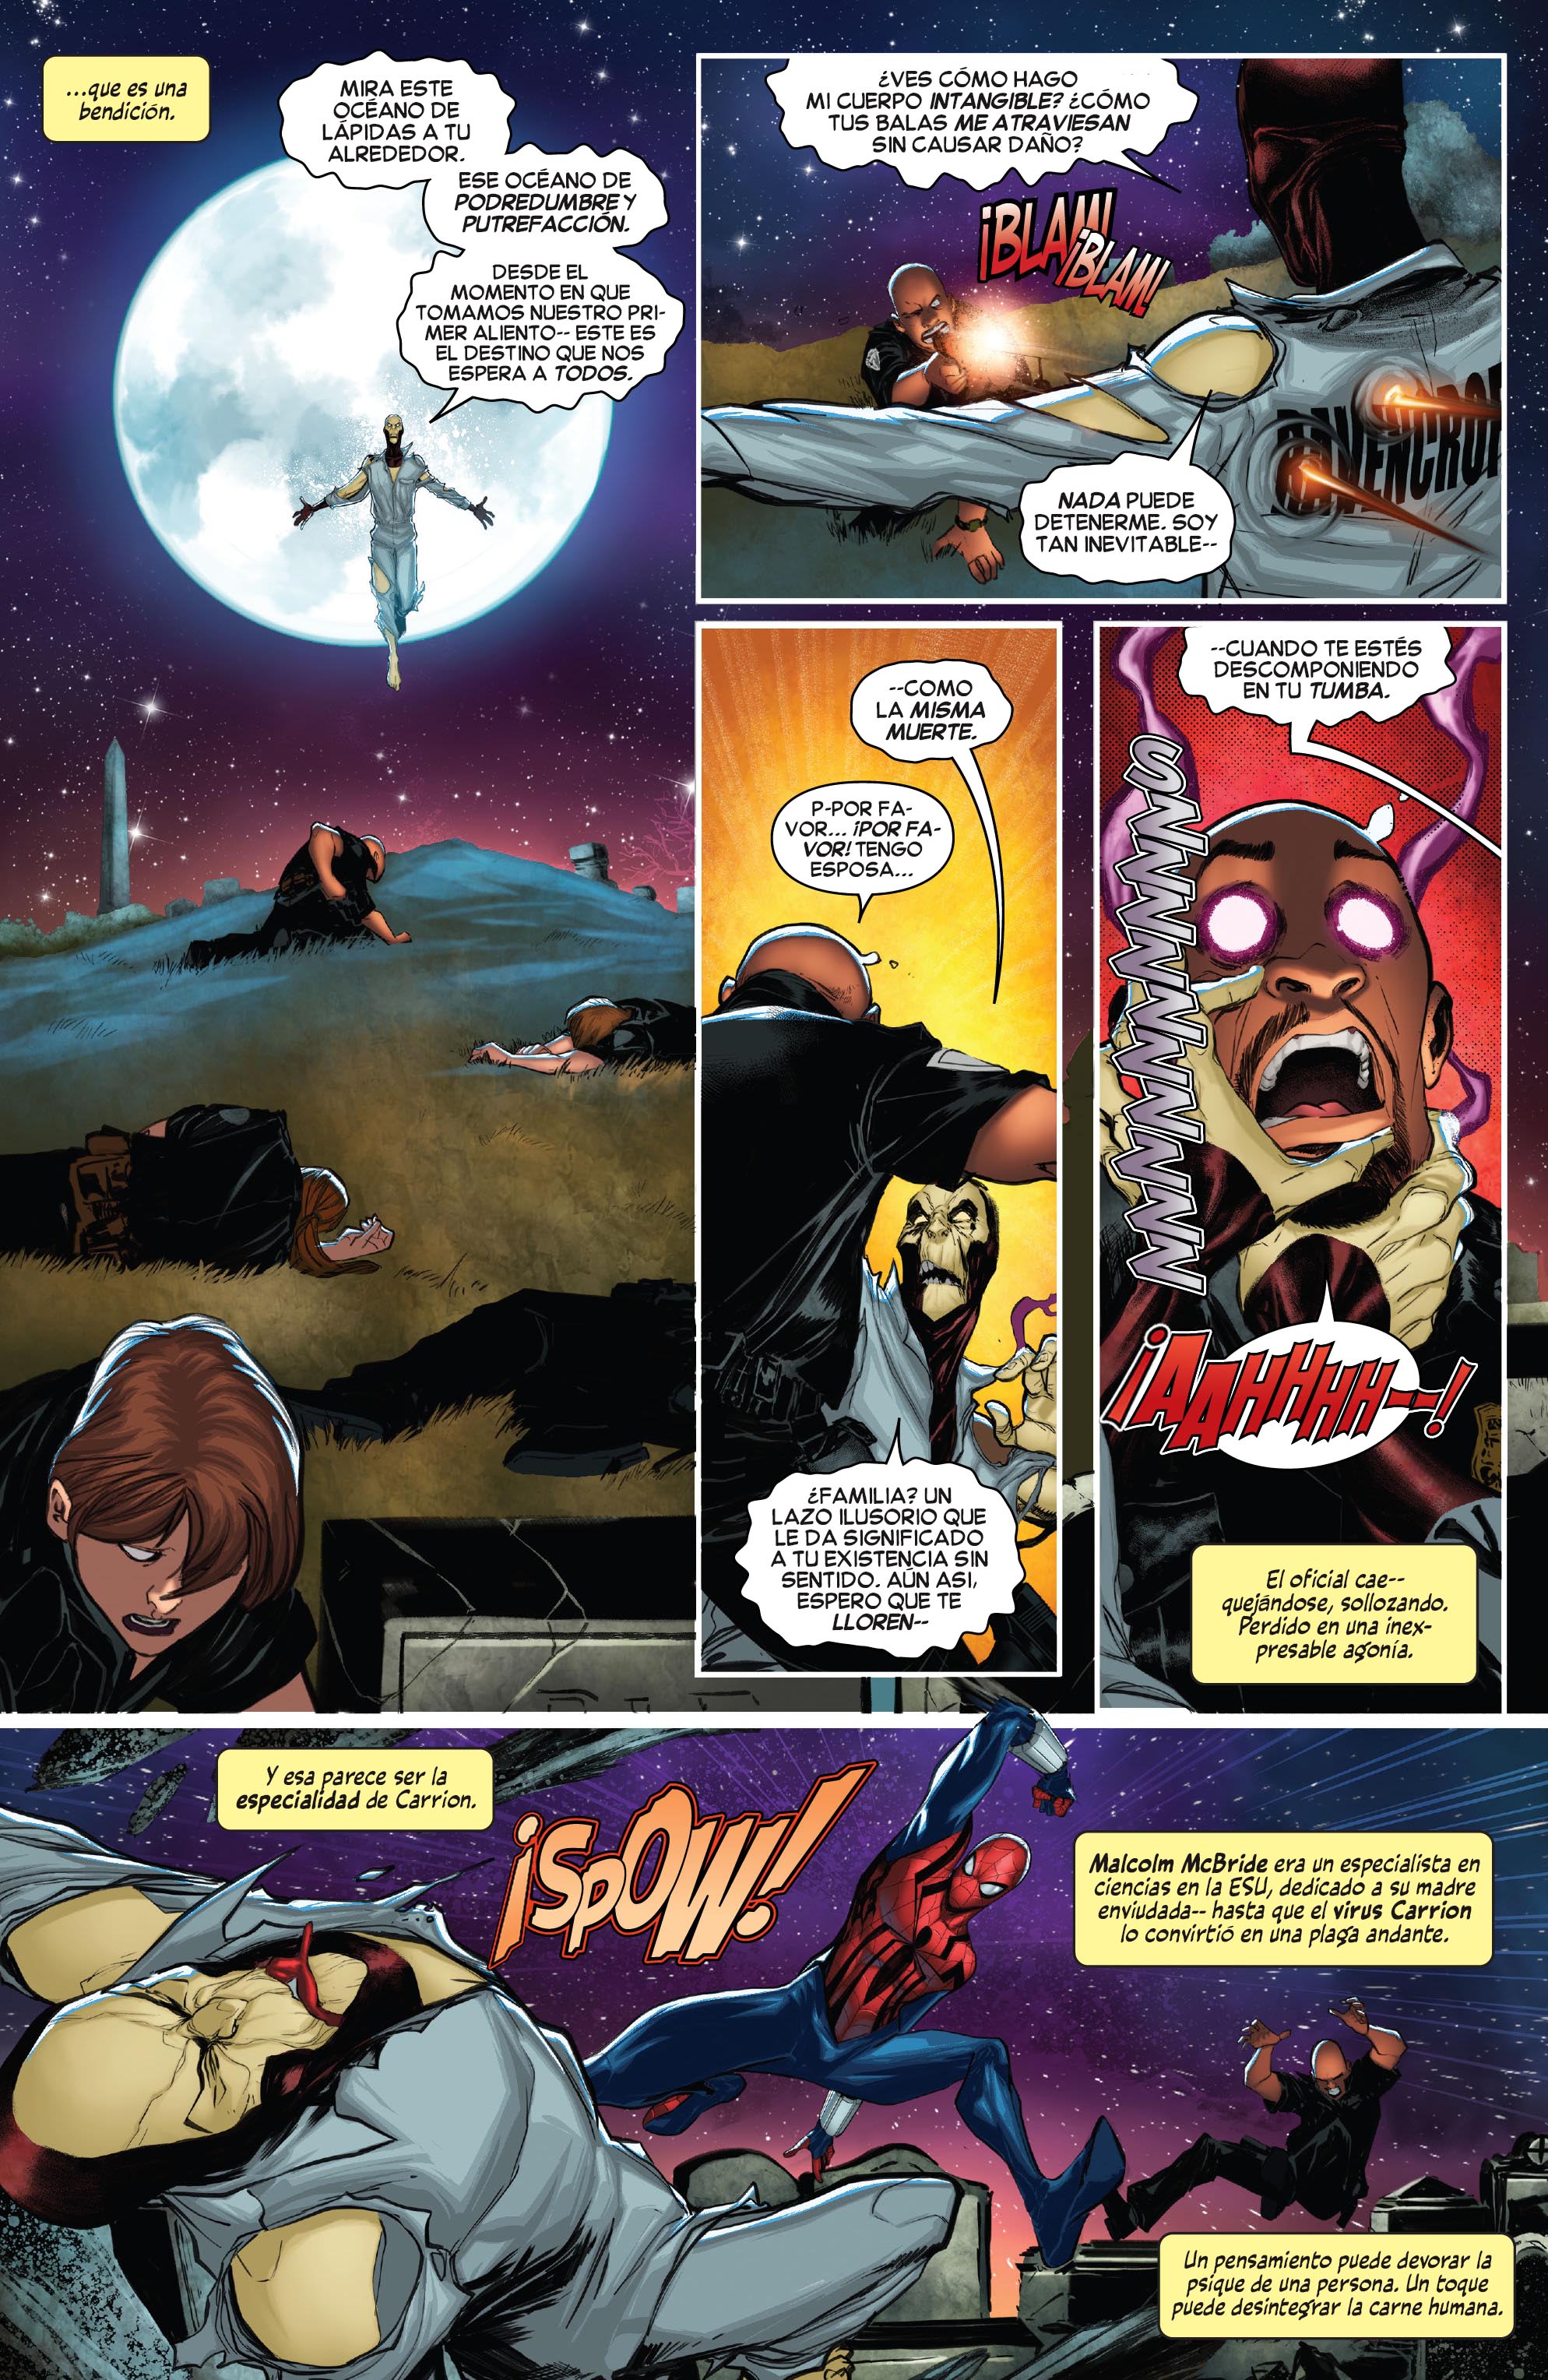 ...que es una
bendición.
MIRA ESTE
OCÉANO DE
LÁPIDAS A TU
ALREDEDOR.
ESE OCÉANO DE
PODREDUMBRE Y
PUTREFACCIÓN.
DESDE EL
MOMENTO EN QUE
TOMAMOS NUESTRO PRI-
MER ALIENTO-- ESTE ES
EL DESTINO QUE NOS
ESPERA A TODOS.
¿VES CÓMO HAGO
MI CUERPO INTANGIBLE? ¿CÓMO
TUS BALAS ME ATRAVIESAN
SIN CAUSAR DAÑO?
¡BLAM!
¡BLAM!
RAVENCROF
NADA PUEDE
DETENERME. SOY
TAN INEVITABLE--
--COMO
LA MISMA
MUERTE.
P-POR FA-
VOR... ¡POR FA-
VOR! TENGO
ESPOSA...
¿FAMILIA? UN
LAZO ILUSORIO QUE
LE DA SIGNIFICADO
A TU EXISTENCIA SIN
SENTIDO. AÚN ASI,
ESPERO QUE TE
LLOREN--
--CUANDO TE ESTÉS
DESCOMPONIENDO
EN TU TUMBA.
SNNNNNNNNNNN
¡AAHHHH--!
El oficial cae--
quejándose, sollozando.
Perdido en una inex-
presable agonía.
Y esa parece ser la
especialidad de Carrion.
¡SPOW!
Malcolm McBride era un especialista en
ciencias en la ESU, dedicado a su madre
enviudada-- hasta que el virus Carrion
lo convirtió en una plaga andante.
Un pensamiento puede devorar la
psique de una persona. Un toque
puede desintegrar la carne humana.